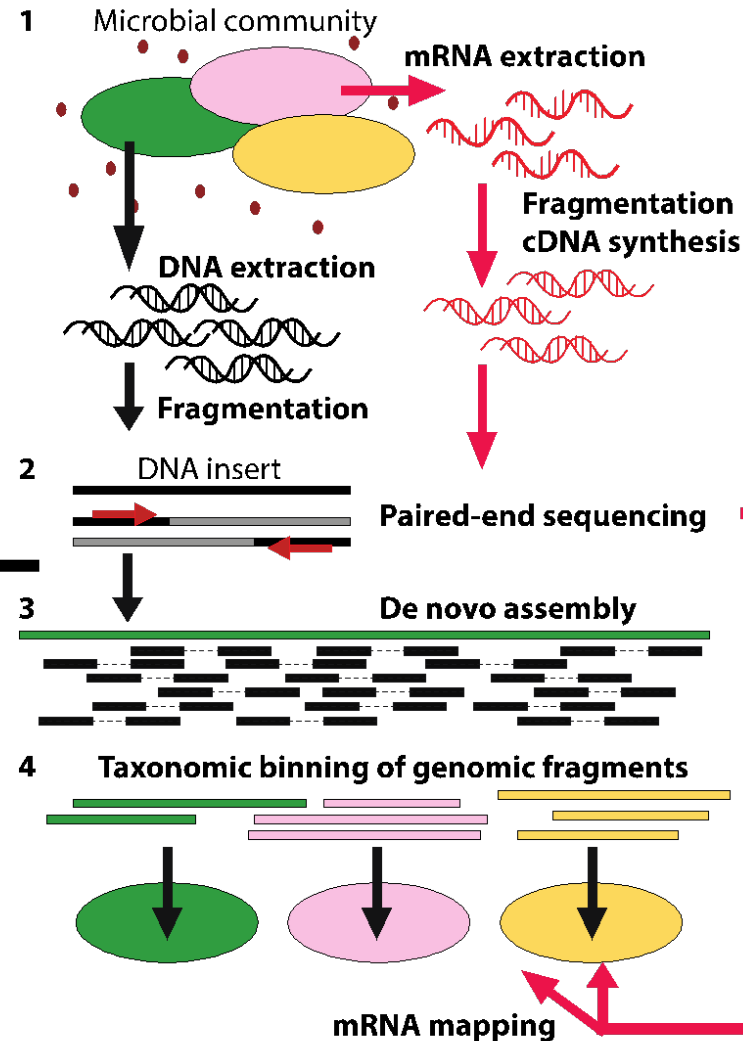 1 Microbial community
mRNA extraction
Fragmentation
cDNA synthesis
DNA extraction
Fragmentation
2 DNA insert
Paired-end sequencing
3 De novo assembly
4 Taxonomic binning of genomic fragments
mRNA mapping